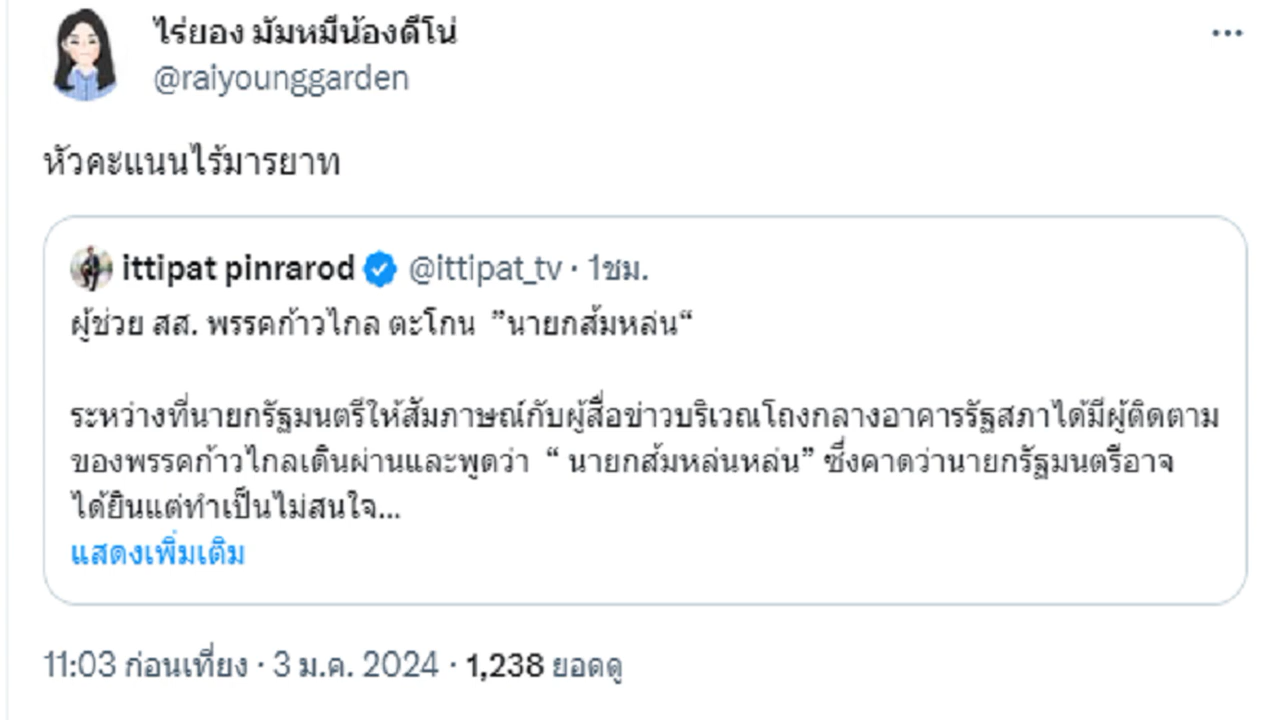 ไร่ยอง มัมหมีน้องดีโน่
@raiyounggarden
หัวคะแนนไร้มารยาท
ittipat pinrarod @ittipat_tv · 1ชม.
ผู้ช่วย สส. พรรคก้าวไกล ตะโกน ”นายกส้มหล่น“
ระหว่างที่นายกรัฐมนตรีให้สัมภาษณ์กับผู้สื่อข่าวบริเวณโถงกลางอาคารรัฐสภาได้มีผู้ติดตาม
ของพรรคก้าวไกลเดินผ่านและพูดว่า “ นายกส้มหล่นหล่น” ซึ่งคาดว่านายกรัฐมนตรีอาจ
ได้ยินแต่ทำเป็นไม่สนใจ...
แสดงเพิ่มเติม
11:03 ก่อนเที่ยง · 3 ม.ค. 2024 · 1,238 ยอดดู